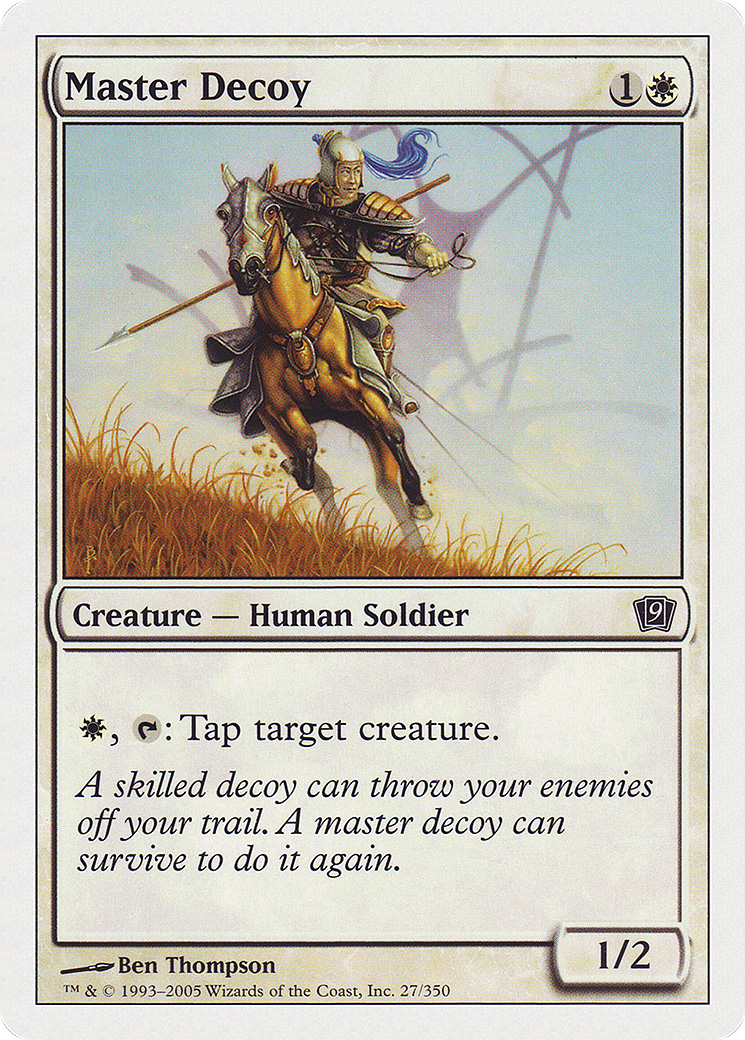 Master Decoy 1
Creature — Human Soldier 9
, : Tap target creature.
A skilled decoy can throw your enemies
off your trail. A master decoy can
survive to do it again.
1/2
Ben Thompson
™ & © 1993–2005 Wizards of the Coast, Inc. 27/350